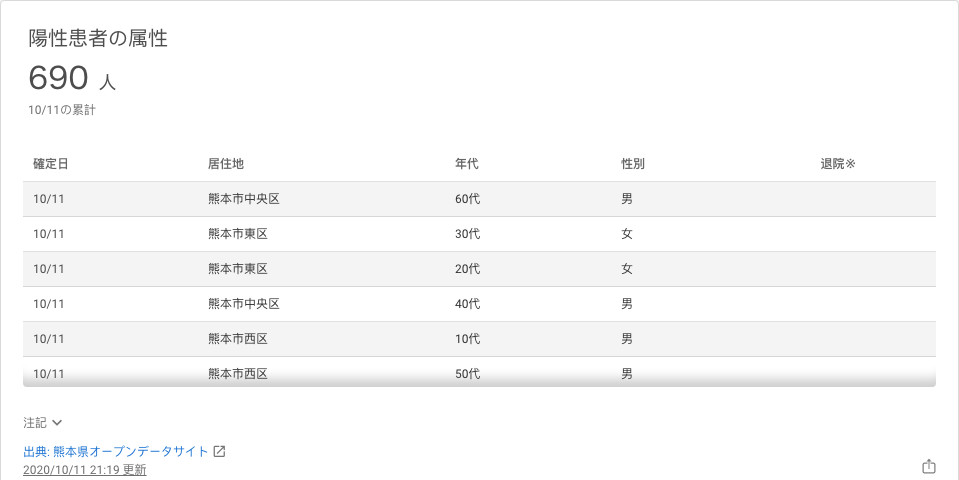 陽性患者の属性
690 人
10/11の累計
確定日 居住地 年代 性別 退院※
10/11 熊本市中央区 60代 男
10/11 熊本市東区 30代 女
10/11 熊本市東区 20代 女
10/11 熊本市中央区 40代 男
10/11 熊本市西区 10代 男
10/11 熊本市西区 50代 男
注記
出典: 熊本県オープンデータサイト
2020/10/11 21:19 更新